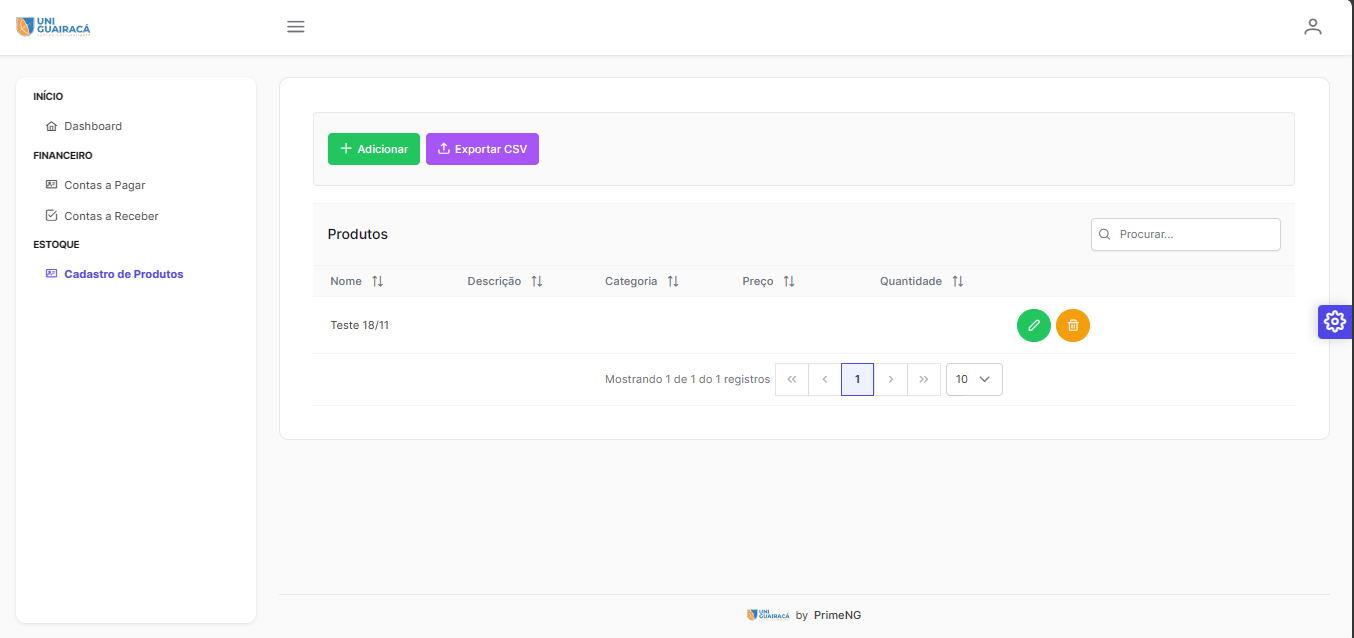 UNI
GUAIRACÁ
INÍCIO
Dashboard
FINANCEIRO
Contas a Pagar
Contas a Receber
ESTOQUE
Cadastro de Produtos
Adicionar
Exportar CSV
Produtos
Procurar...
Nome Descrição Categoria Preço Quantidade
Teste 18/11
Mostrando 1 de 1 do 1 registros « ‹ 1 › » 10
UNI
GUAIRACÁ
by PrimeNG